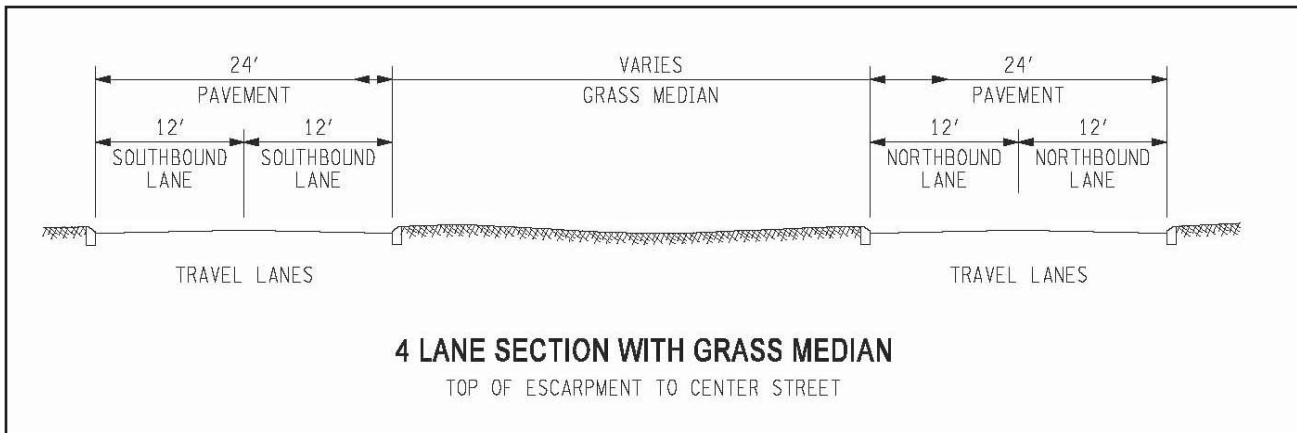 24' VARIES 24'
PAVEMENT GRASS MEDIAN PAVEMENT
12' 12' 12' 12'
SOUTHBOUND SOUTHBOUND NORTHBOUND NORTHBOUND
LANE LANE LANE LANE
TRAVEL LANES TRAVEL LANES
4 LANE SECTION WITH GRASS MEDIAN
TOP OF ESCARPMENT TO CENTER STREET